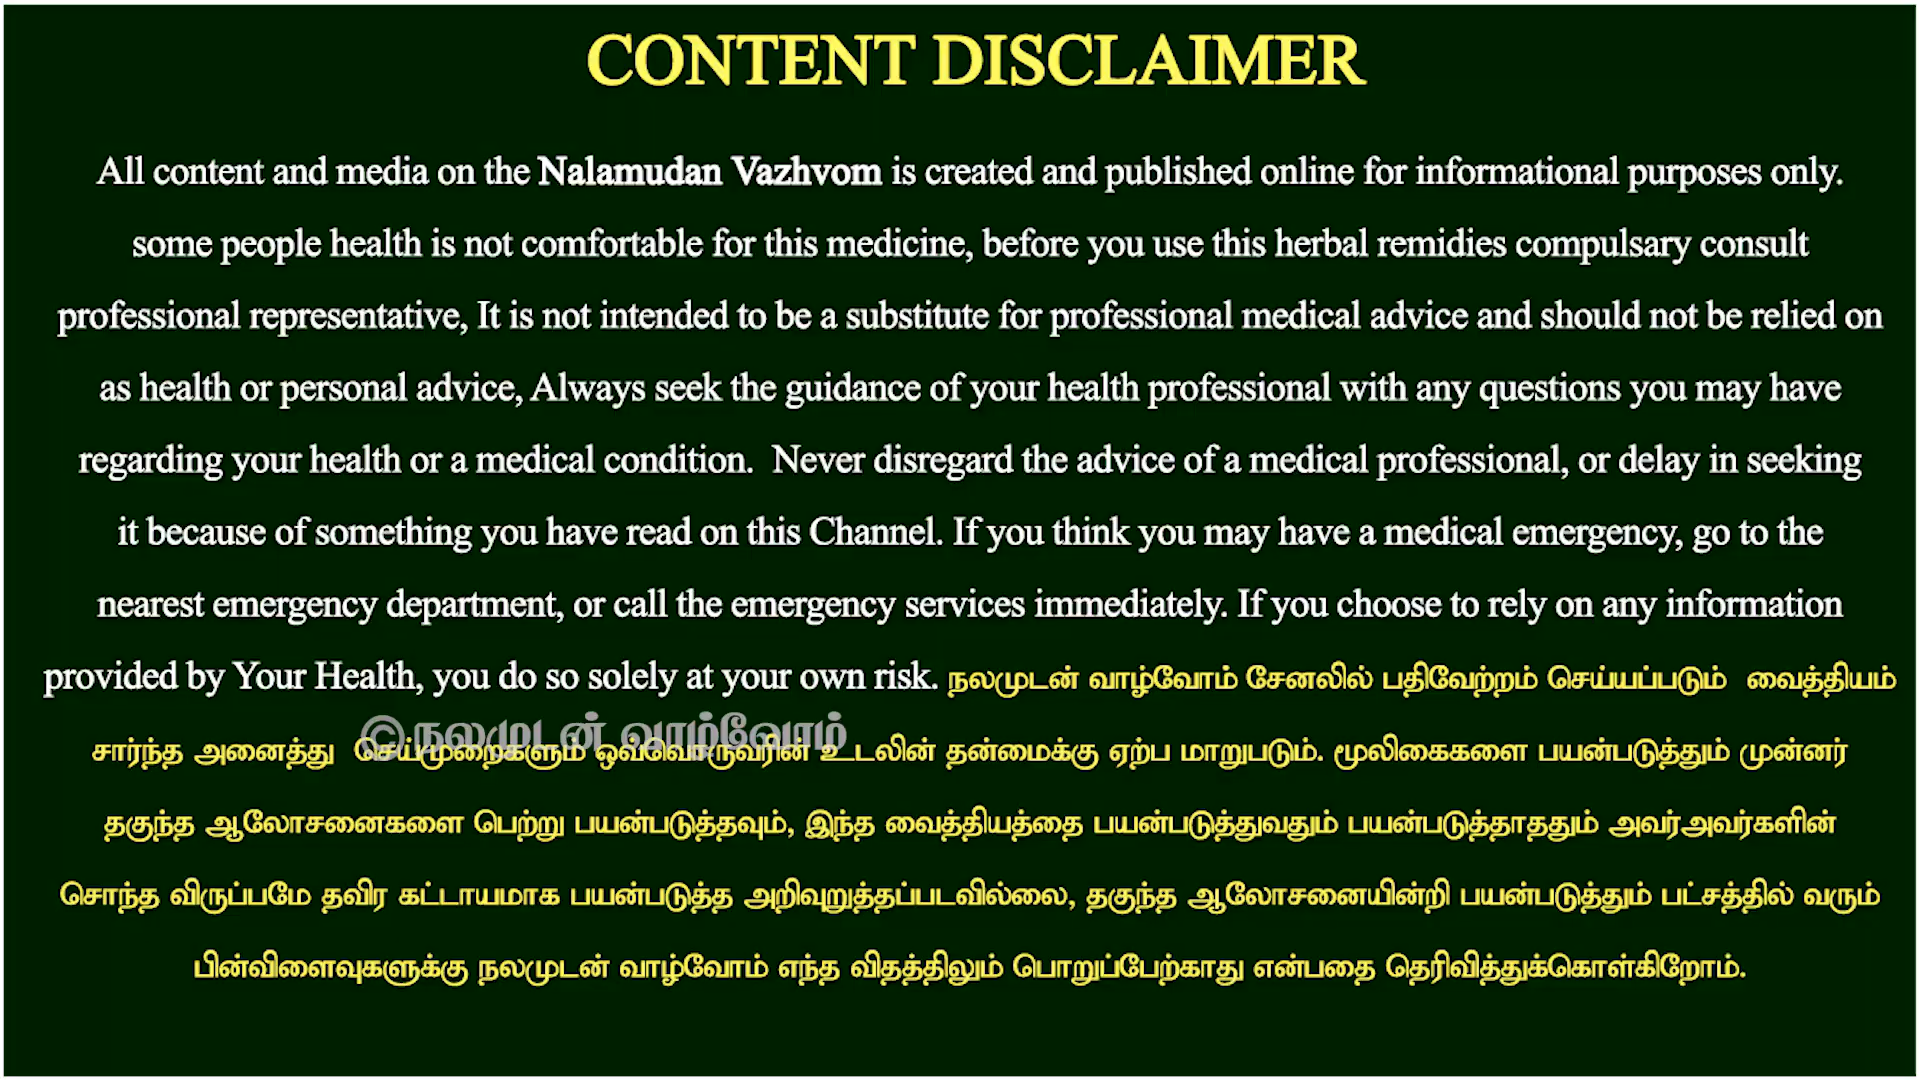 CONTENT DISCLAIMER
All content and media on the Nalamudan Vazhvom is created and published online for informational purposes only.
some people health is not comfortable for this medicine, before you use this herbal remidies compulsary consult
professional representative, It is not intended to be a substitute for professional medical advice and should not be relied on
as health or personal advice, Always seek the guidance of your health professional with any questions you may have
regarding your health or a medical condition.  Never disregard the advice of a medical professional, or delay in seeking
it because of something you have read on this Channel. If you think you may have a medical emergency, go to the
nearest emergency department, or call the emergency services immediately. If you choose to rely on any information
provided by Your Health, you do so solely at your own risk. நலமுடன் வாழ்வோம் சேனலில் பதிவேற்றம் செய்யப்படும்  வைத்தியம்
©நலமுடன் வாழ்வோம்
சார்ந்த அனைத்து  செய்முறைகளும் ஒவ்வொருவரின் உடலின் தன்மைக்கு ஏற்ப மாறுபடும். மூலிகைகளை பயன்படுத்தும் முன்னர்
தகுந்த ஆலோசனைகளை பெற்று பயன்படுத்தவும், இந்த வைத்தியத்தை பயன்படுத்துவதும் பயன்படுத்தாததும் அவர்அவர்களின்
சொந்த விருப்பமே தவிர கட்டாயமாக பயன்படுத்த அறிவுறுத்தப்படவில்லை, தகுந்த ஆலோசனையின்றி பயன்படுத்தும் பட்சத்தில் வரும்
பின்விளைவுகளுக்கு நலமுடன் வாழ்வோம் எந்த விதத்திலும் பொறுப்பேற்காது என்பதை தெரிவித்துக்கொள்கிறோம்.